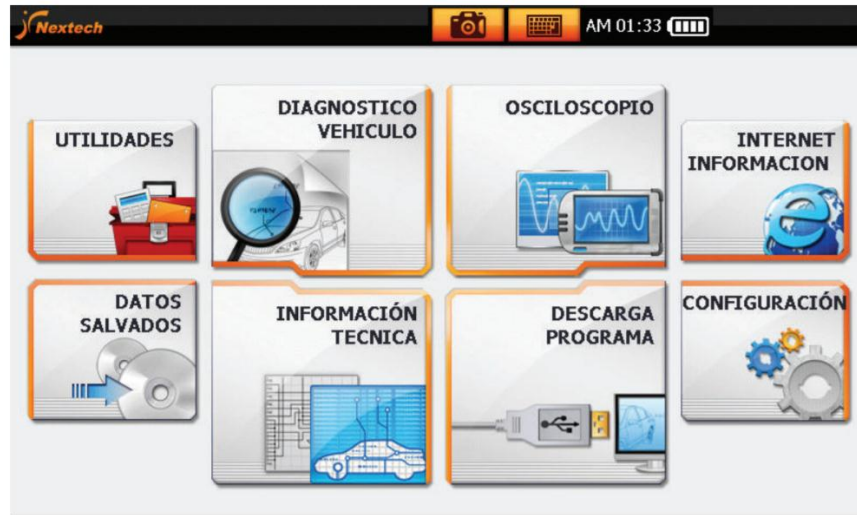 Nextech
AM 01:33
UTILIDADES
DIAGNOSTICO
VEHICULO
OSCILOSCOPIO
INTERNET
INFORMACION
DATOS
SALVADOS
INFORMACIÓN
TECNICA
DESCARGA
PROGRAMA
CONFIGURACIÓN